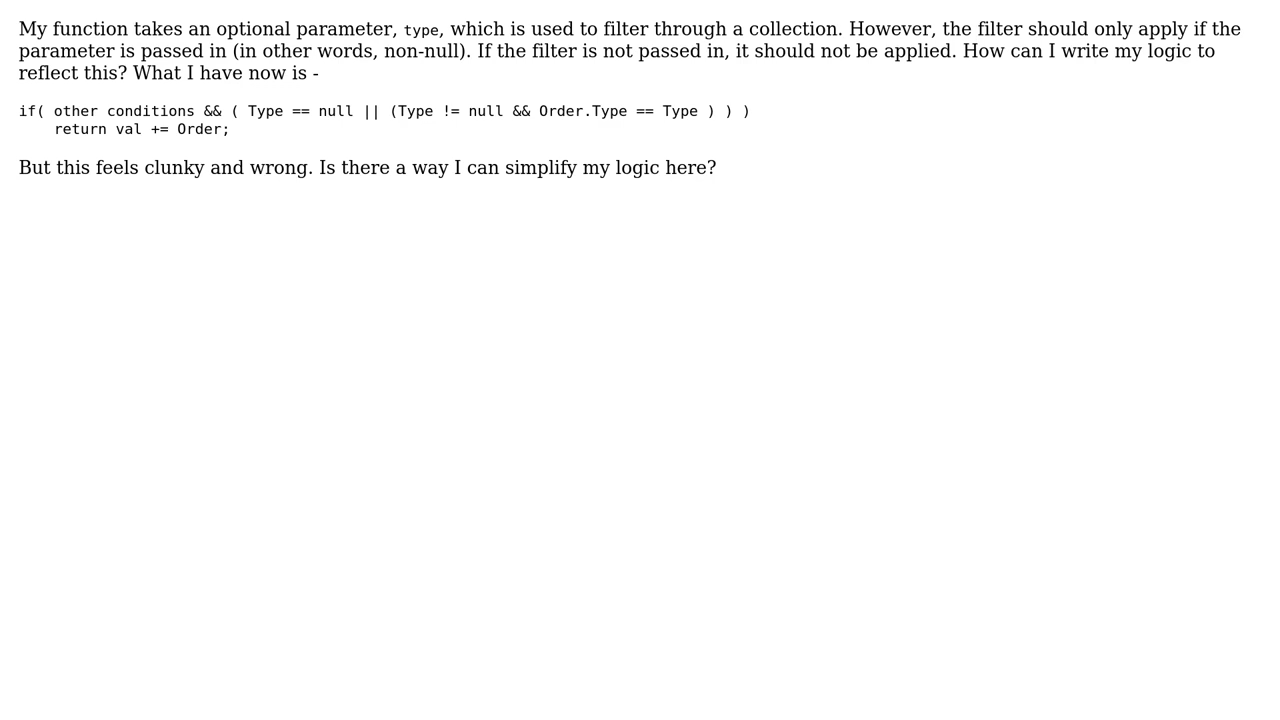 My function takes an optional parameter, type, which is used to filter through a collection. However, the filter should only apply if the
parameter is passed in (in other words, non-null). If the filter is not passed in, it should not be applied. How can I write my logic to
reflect this? What I have now is -
if( other conditions && ( Type == null || (Type != null && Order.Type == Type ) ) )
    return val += Order;
But this feels clunky and wrong. Is there a way I can simplify my logic here?